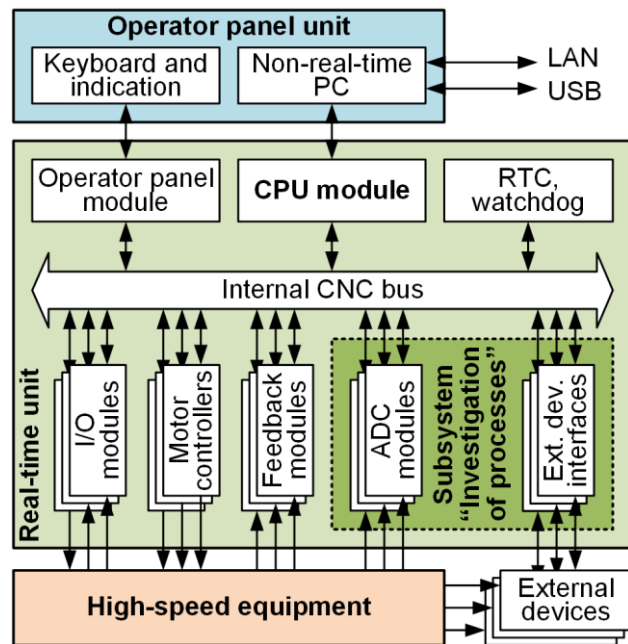 Operator panel unit
Keyboard and
indication
Non-real-time
PC
LAN
USB
Operator panel
module
CPU module
RTC,
watchdog
Internal CNC bus
Real-time unit
I/O
modules
Motor
controllers
Feedback
modules
ADC
modules
Subsystem
“Investigation
of processes”
Ext. dev.
interfaces
High-speed equipment
External
devices